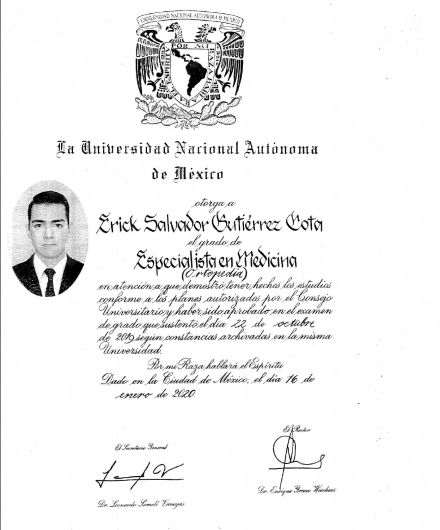 UNIVERSIDAD NACIONAL AUTÓNOMA DE MÉXICO
La Universidad Nacional Autónoma
de México
otorga a
Erick Salvador Gutiérrez Cota
el grado de
Especialista en Medicina
(Ortopedia)
en atención a que demostró tener hechos los estudios
conforme a los planes autorizados por el Consejo
Universitario y haber sido aprobado en el examen
de grado que sustentó el día 22 de octubre
de 2019 según constancias archivadas en la misma
Universidad.
Por mi Raza hablará el Espíritu
Dado en la Ciudad de México, el día 16 de
enero de 2020
El Secretario General
El Rector
Dr. Leonardo Lomelí Vanegas
Dr. Enrique Graue Wiechers